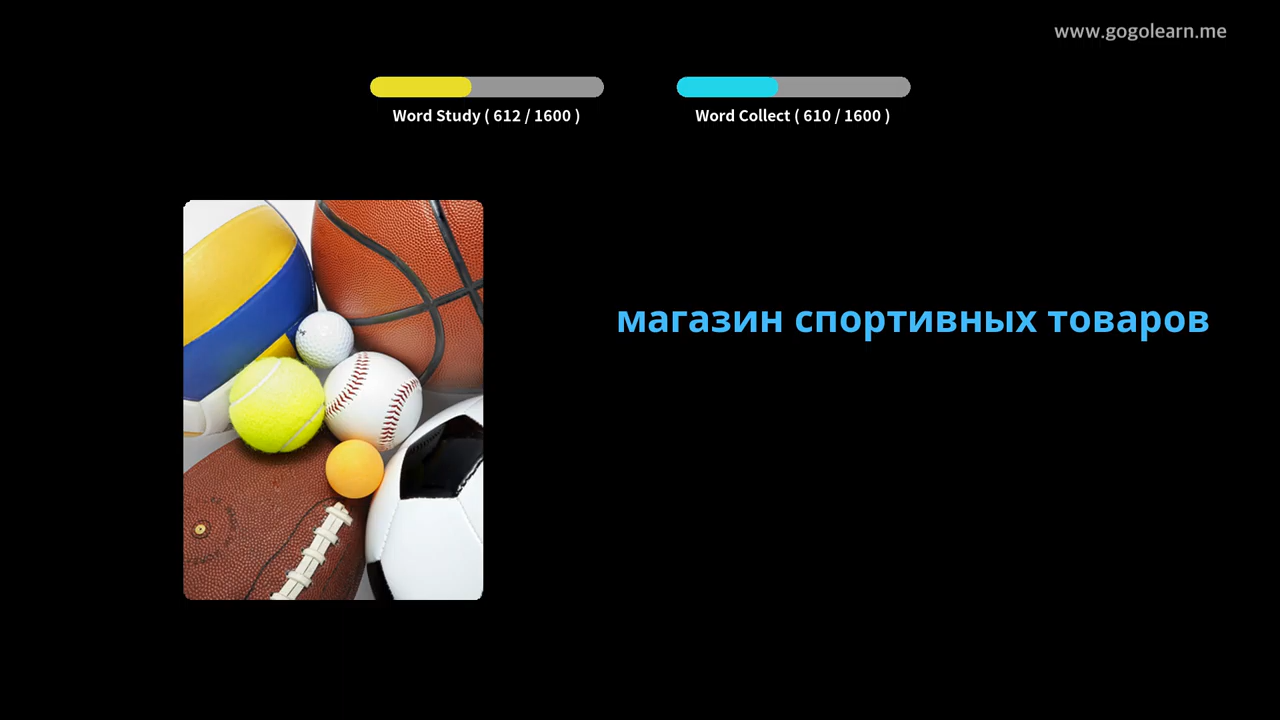 www.gogolearn.me
Word Study ( 612 / 1600 )
Word Collect ( 610 / 1600 )
магазин спортивных товаров